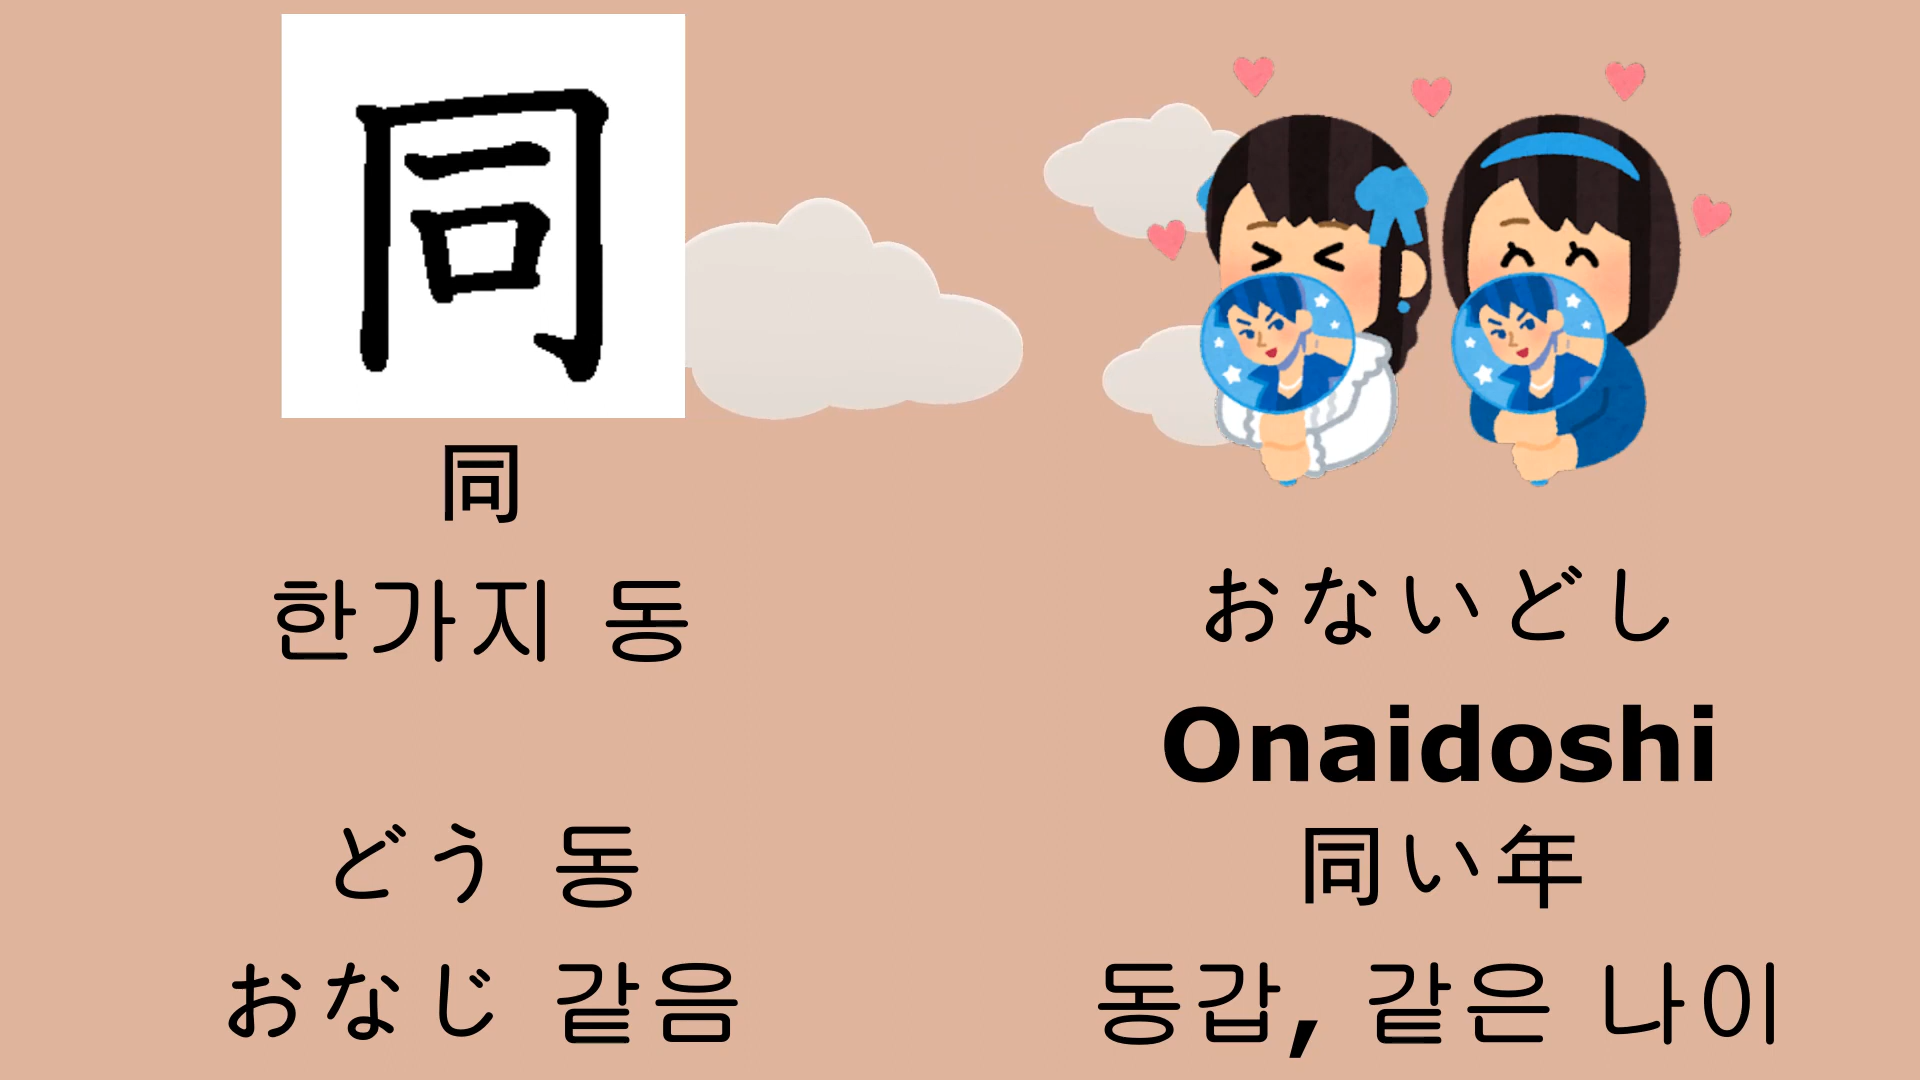 同
同
한가지 동
どう 동
おなじ 같음
おないどし
Onaidoshi
同い年
동갑, 같은 나이